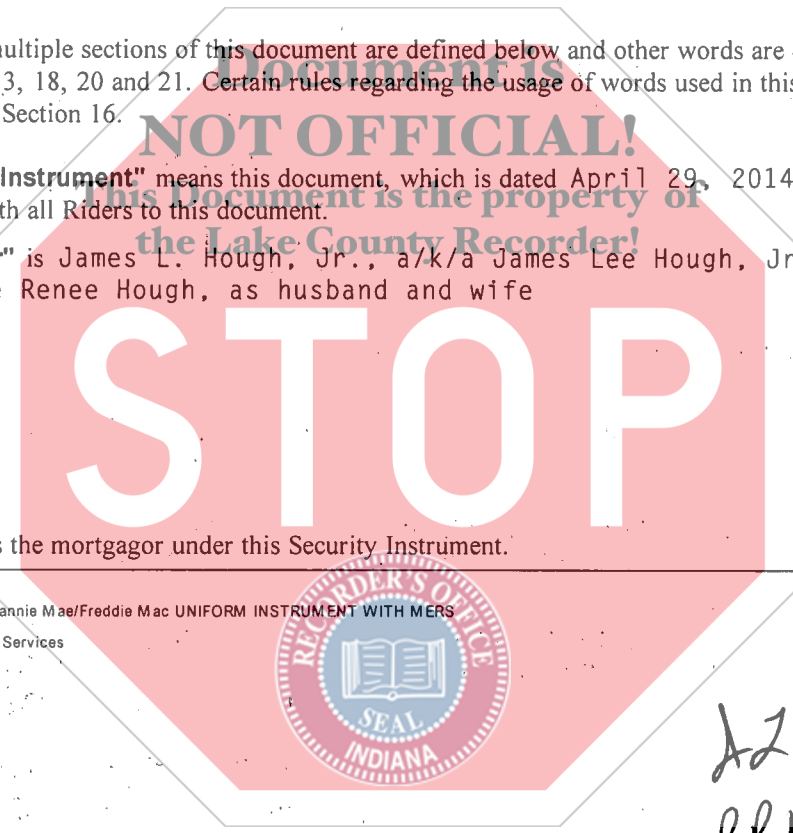 multiple sections of this document are defined below and other words are
3, 18, 20 and 21. Certain rules regarding the usage of words used in this
Section 16.
Document is
NOT OFFICIAL!
This Document is the property of
the Lake County Recorder!
Instrument" means this document, which is dated April 29, 2014
th all Riders to this document.
r" is James L. Hough, Jr., a/k/a James Lee Hough, Jr
Renee Hough, as husband and wife
STOP
s the mortgagor under this Security Instrument.
annie Mae/Freddie Mac UNIFORM INSTRUMENT WITH MERS
Services
RECORDER'S OFFICE
SEAL
INDIANA